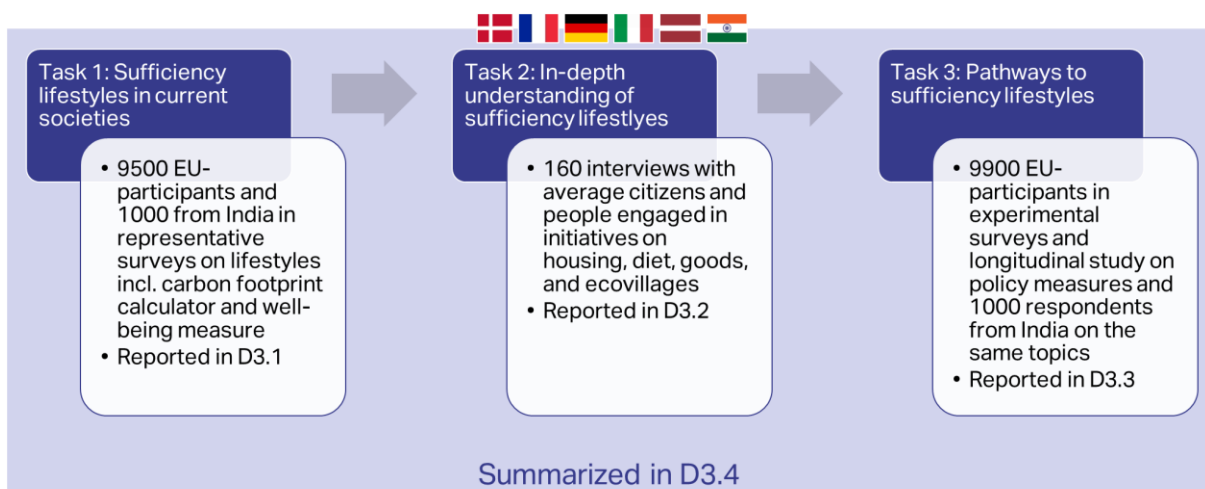 Task 1: Sufficiency
lifestyles in current
societies
• 9500 EU-
participants and
1000 from India in
representative
surveys on lifestyles
incl. carbon footprint
calculator and well-
being measure
• Reported in D3.1
Task 2: In-depth
understanding of
sufficiency lifestlyes
• 160 interviews with
average citizens and
people engaged in
initiatives on
housing, diet, goods,
and ecovillages
• Reported in D3.2
Task 3: Pathways to
sufficiency lifestyles
• 9900 EU-
participants in
experimental
surveys and
longitudinal study on
policy measures and
1000 respondents
from India on the
same topics
• Reported in D3.3
Summarized in D3.4